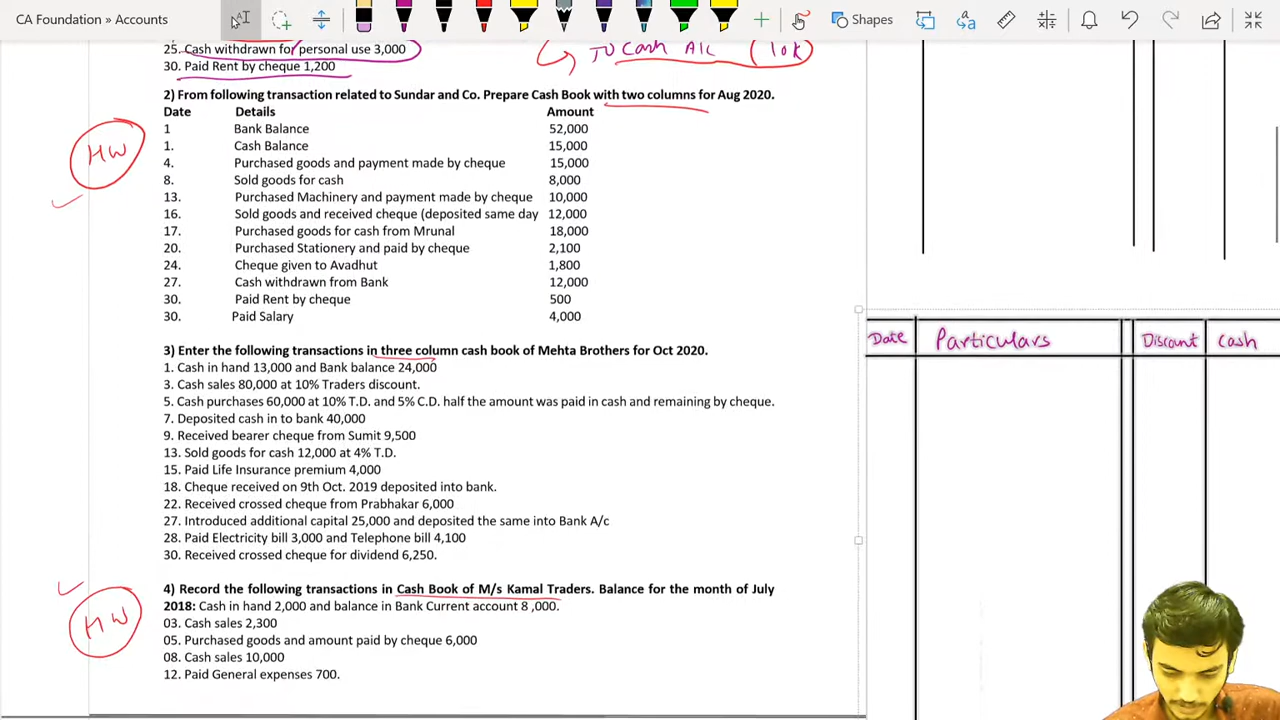 CA Foundation » Accounts
Shapes
25. Cash withdrawn for personal use 3,000
30. Paid Rent by cheque 1,200
To Cash A/c (10k)
2) From following transaction related to Sundar and Co. Prepare Cash Book with two columns for Aug 2020.
Date Details Amount
1 Bank Balance 52,000
1. Cash Balance 15,000
4. Purchased goods and payment made by cheque 15,000
8. Sold goods for cash 8,000
13. Purchased Machinery and payment made by cheque 10,000
16. Sold goods and received cheque (deposited same day 12,000
17. Purchased goods for cash from Mrunal 18,000
20. Purchased Stationery and paid by cheque 2,100
24. Cheque given to Avadhut 1,800
27. Cash withdrawn from Bank 12,000
30. Paid Rent by cheque 500
30. Paid Salary 4,000
HW
3) Enter the following transactions in three column cash book of Mehta Brothers for Oct 2020.
1. Cash in hand 13,000 and Bank balance 24,000
3. Cash sales 80,000 at 10% Traders discount.
5. Cash purchases 60,000 at 10% T.D. and 5% C.D. half the amount was paid in cash and remaining by cheque.
7. Deposited cash in to bank 40,000
9. Received bearer cheque from Sumit 9,500
13. Sold goods for cash 12,000 at 4% T.D.
15. Paid Life Insurance premium 4,000
18. Cheque received on 9th Oct. 2019 deposited into bank.
22. Received crossed cheque from Prabhakar 6,000
27. Introduced additional capital 25,000 and deposited the same into Bank A/c
28. Paid Electricity bill 3,000 and Telephone bill 4,100
30. Received crossed cheque for dividend 6,250.
HW
4) Record the following transactions in Cash Book of M/s Kamal Traders. Balance for the month of July
2018: Cash in hand 2,000 and balance in Bank Current account 8 ,000.
03. Cash sales 2,300
05. Purchased goods and amount paid by cheque 6,000
08. Cash sales 10,000
12. Paid General expenses 700.
Date Particulars Discount Cash